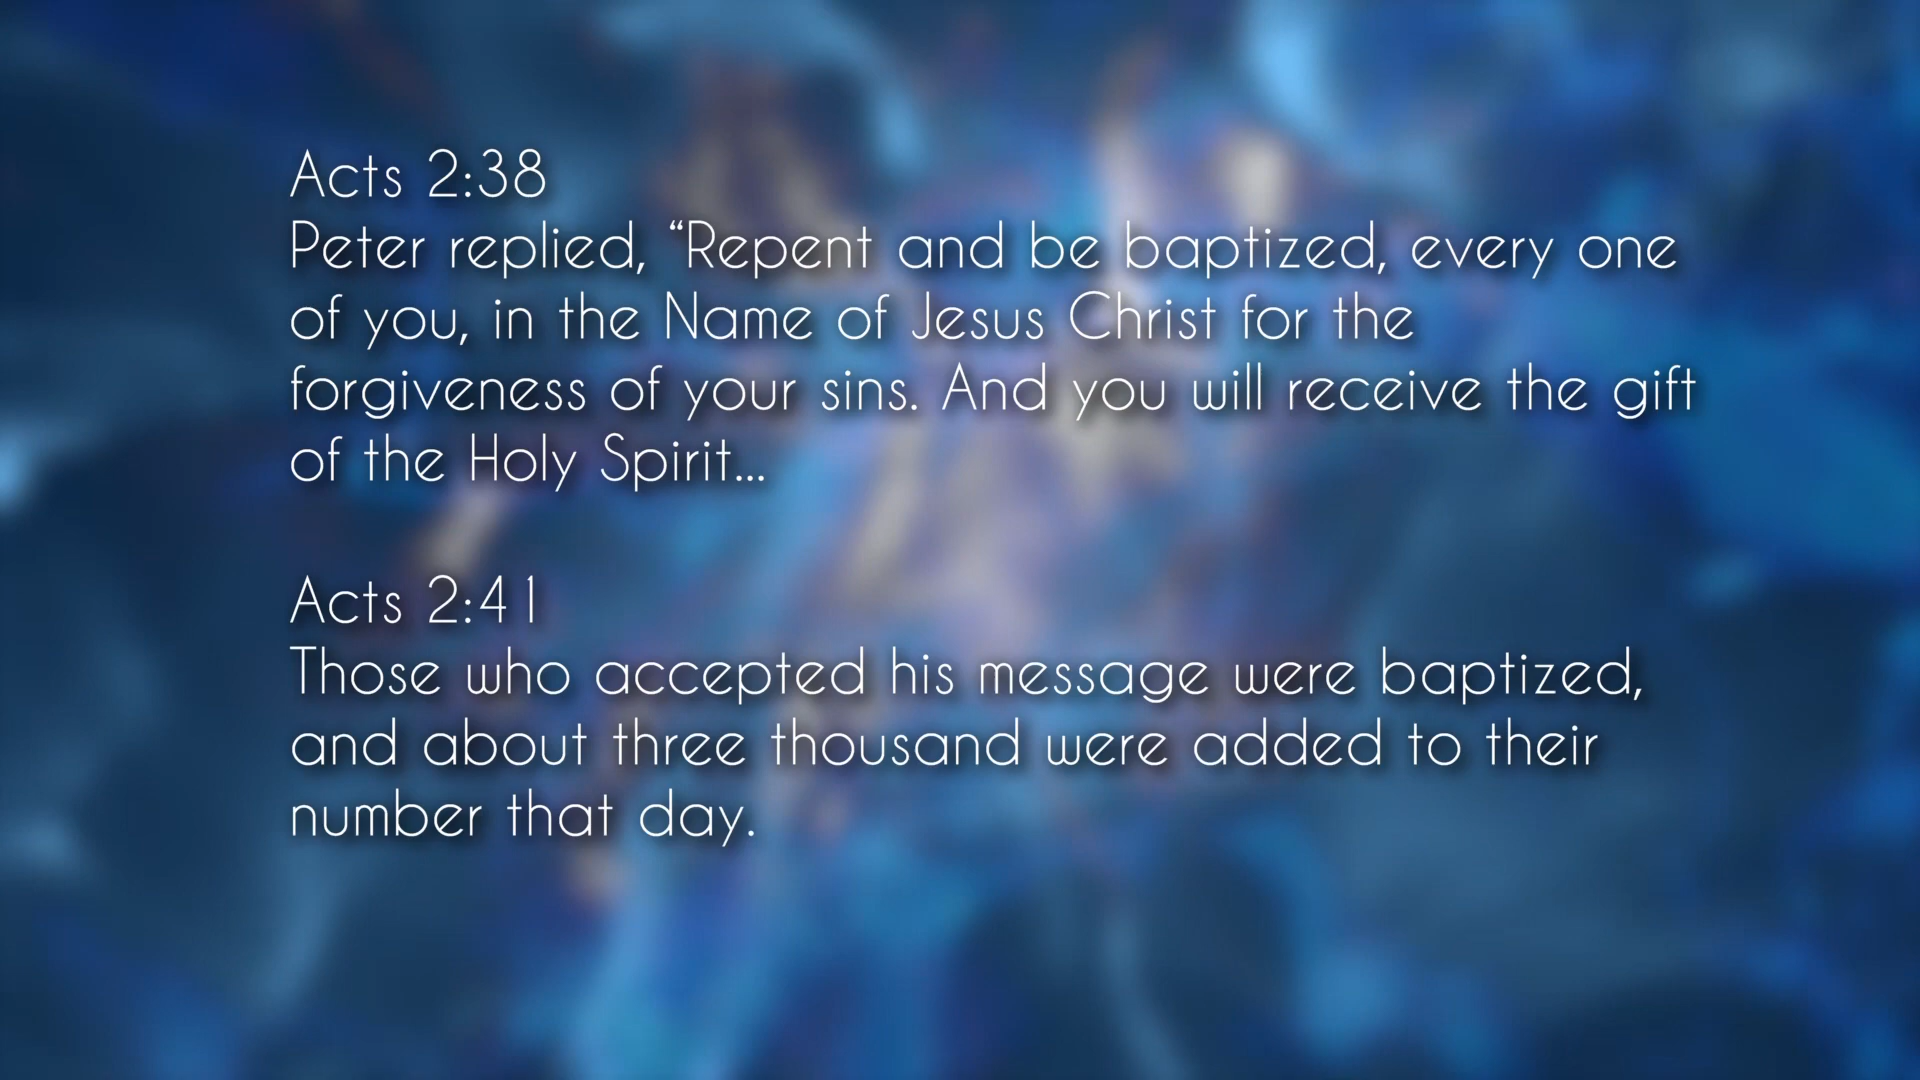 Acts 2:38
Peter replied, “Repent and be baptized, every one
of you, in the Name of Jesus Christ for the
forgiveness of your sins. And you will receive the gift
of the Holy Spirit...
Acts 2:41
Those who accepted his message were baptized,
and about three thousand were added to their
number that day.